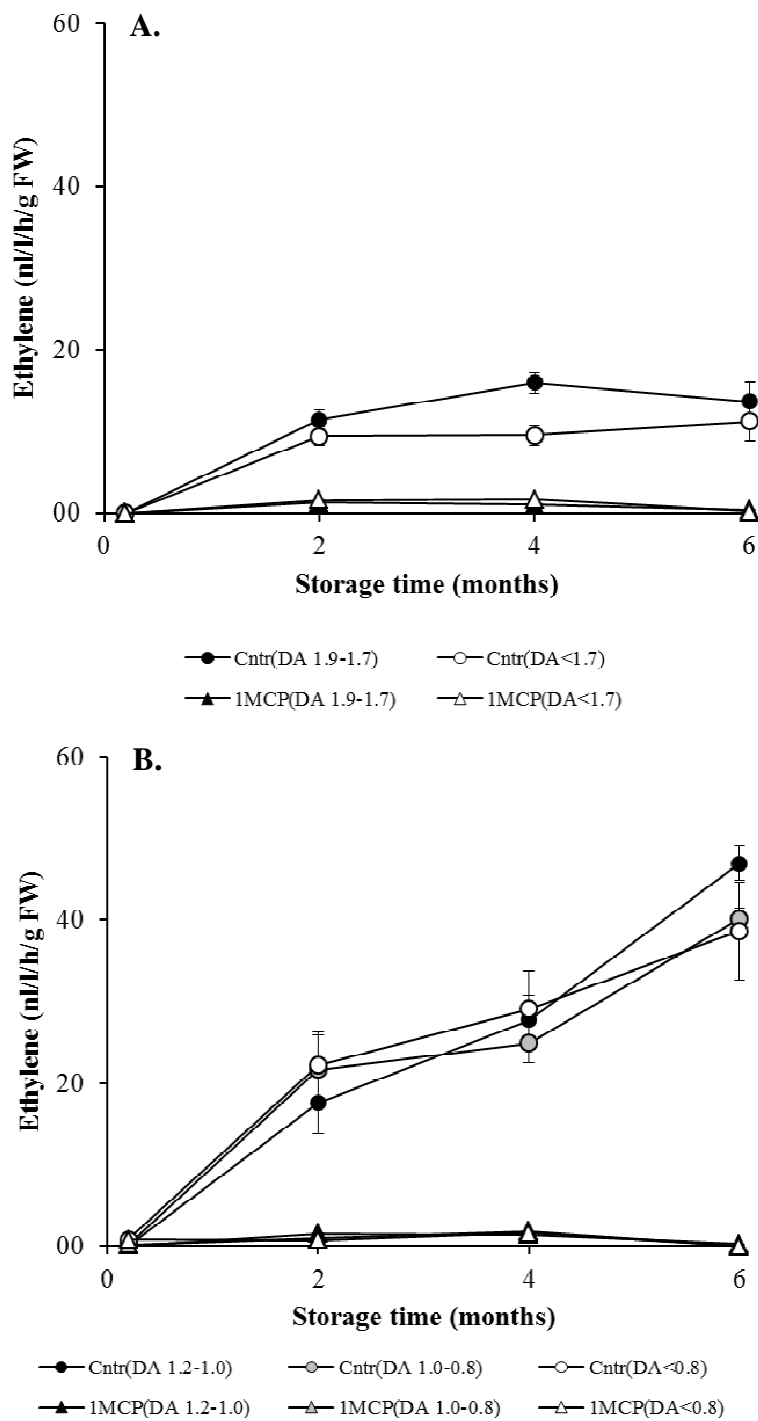 A.
60
40
20
00
Ethylene (nl/l/h/g FW)
0 2 4 6
Storage time (months)
Cntr(DA 1.9-1.7) Cntr(DA<1.7)
1MCP(DA 1.9-1.7) 1MCP(DA<1.7)
B.
60
40
20
00
Ethylene (nl/l/h/g FW)
0 2 4 6
Storage time (months)
Cntr(DA 1.2-1.0) Cntr(DA 1.0-0.8) Cntr(DA<0.8)
1MCP(DA 1.2-1.0) 1MCP(DA 1.0-0.8) 1MCP(DA<0.8)